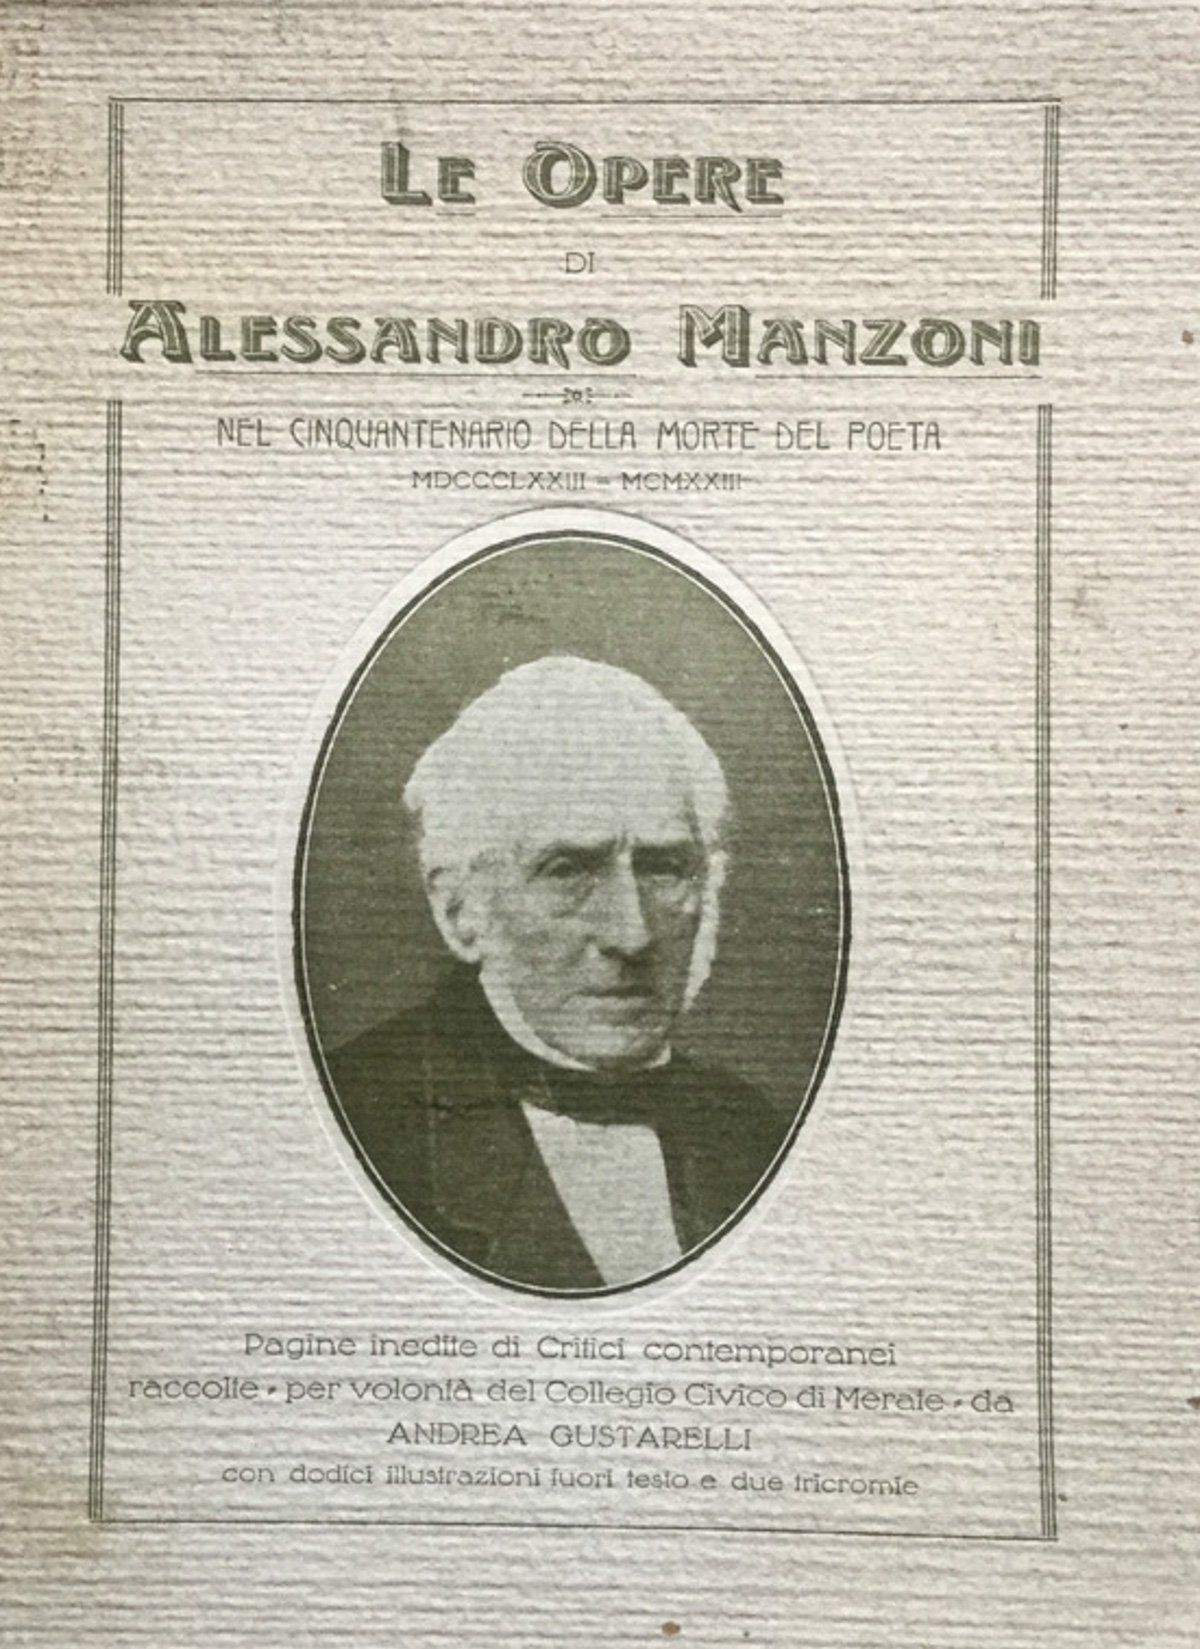 LE OPERE
DI
ALESSANDRO MANZONI
NEL CINQUANTENARIO DELLA MORTE DEL POETA
MDCCCLXXIII - MCMXXIII
Pagine inedite di Critici contemporanei
raccolte - per volontà del Collegio Civico di Merate - da
ANDREA GUSTARELLI
con dodici illustrazioni fuori testo e due tricromie